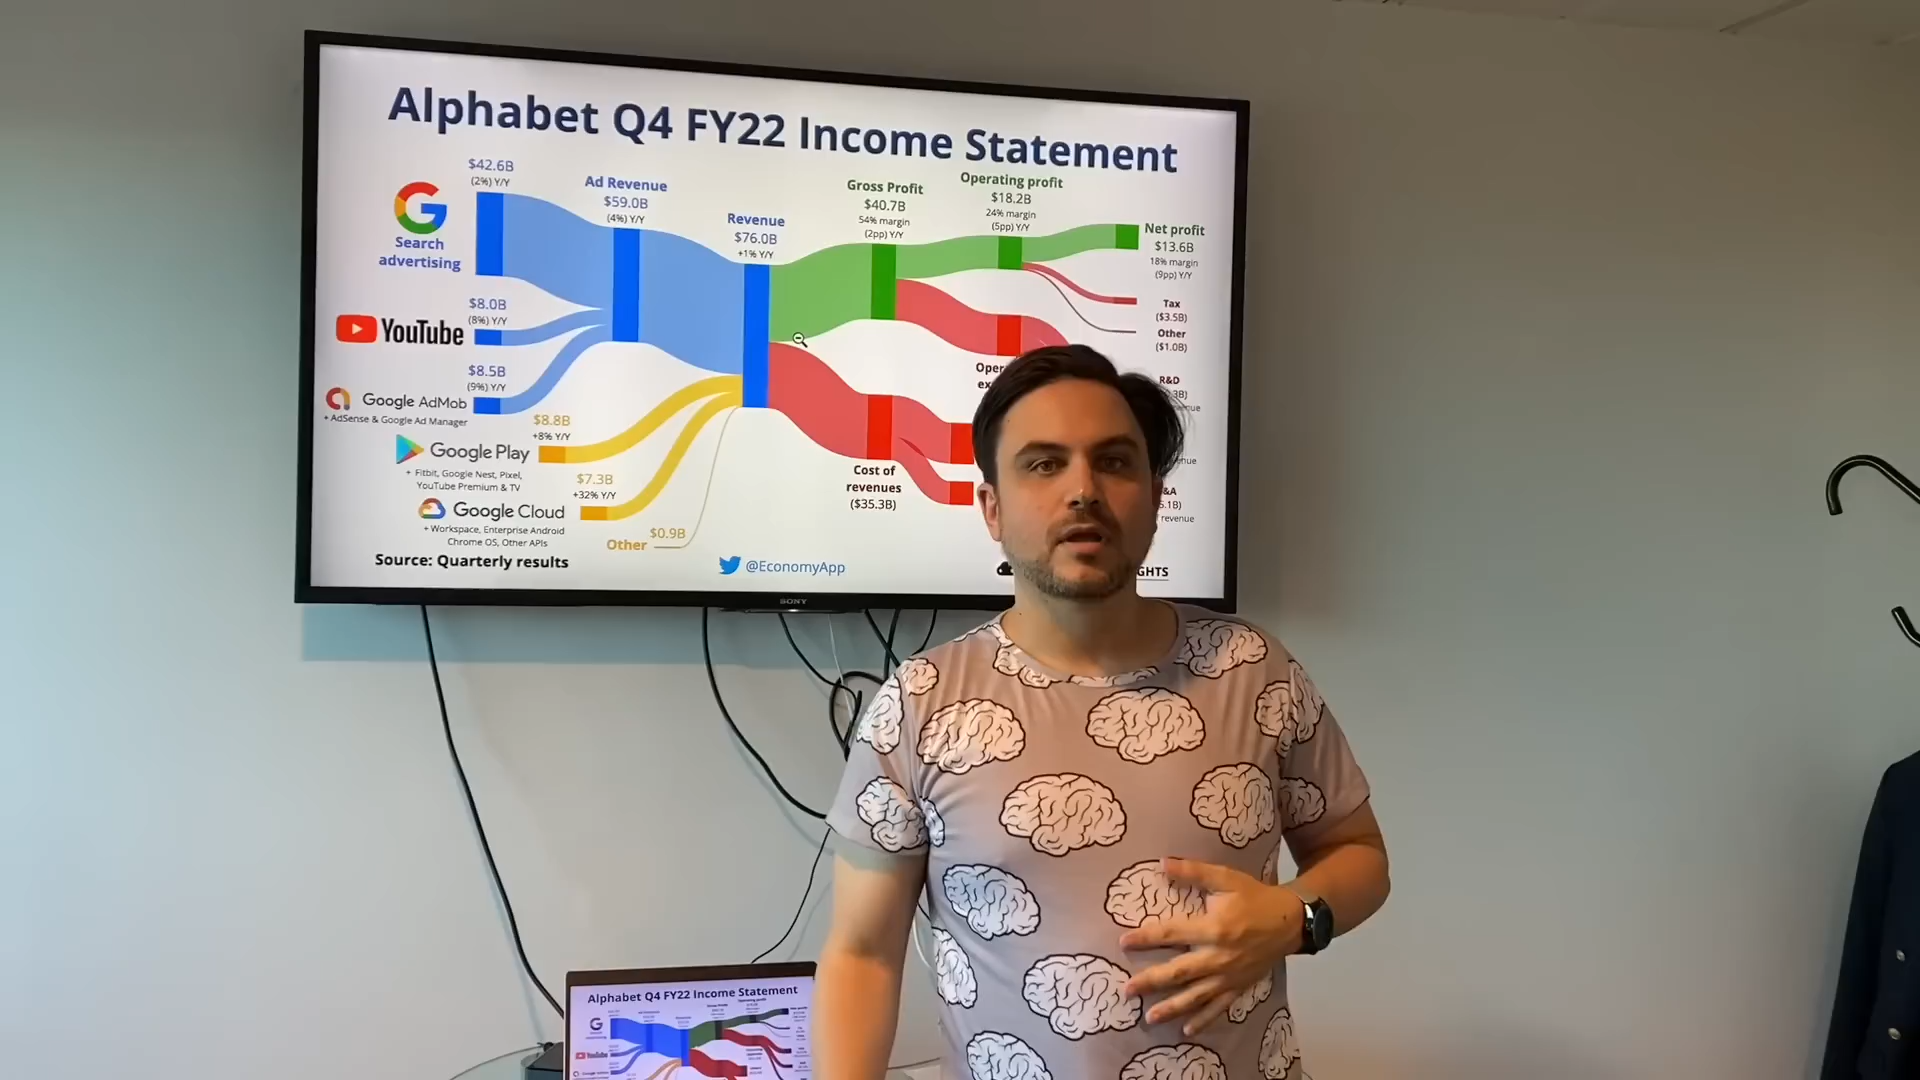 Alphabet Q4 FY22 Income Statement
$42.6B
(2%) Y/Y
Search
advertising
Ad Revenue
$59.0B
(4%) Y/Y
Revenue
$76.0B
+1% Y/Y
Gross Profit
$40.7B
54% margin
(2pp) Y/Y
Operating profit
$18.2B
24% margin
(5pp) Y/Y
Net profit
$13.6B
18% margin
(9pp) Y/Y
Tax
($3.5B)
Other
($1.0B)
$8.0B
(8%) Y/Y
YouTube
$8.5B
(9%) Y/Y
Google AdMob
+ AdSense & Google Ad Manager
$8.8B
+8% Y/Y
Google Play
+ Fitbit, Google Nest, Pixel,
YouTube Premium & TV
$7.3B
+32% Y/Y
Google Cloud
+ Workspace, Enterprise Android
Chrome OS, Other APIs
$0.9B
Other
Cost of
revenues
($35.3B)
R&D
revenue
Source: Quarterly results
@EconomyApp
SONY
Alphabet Q4 FY22 Income Statement
YouTube